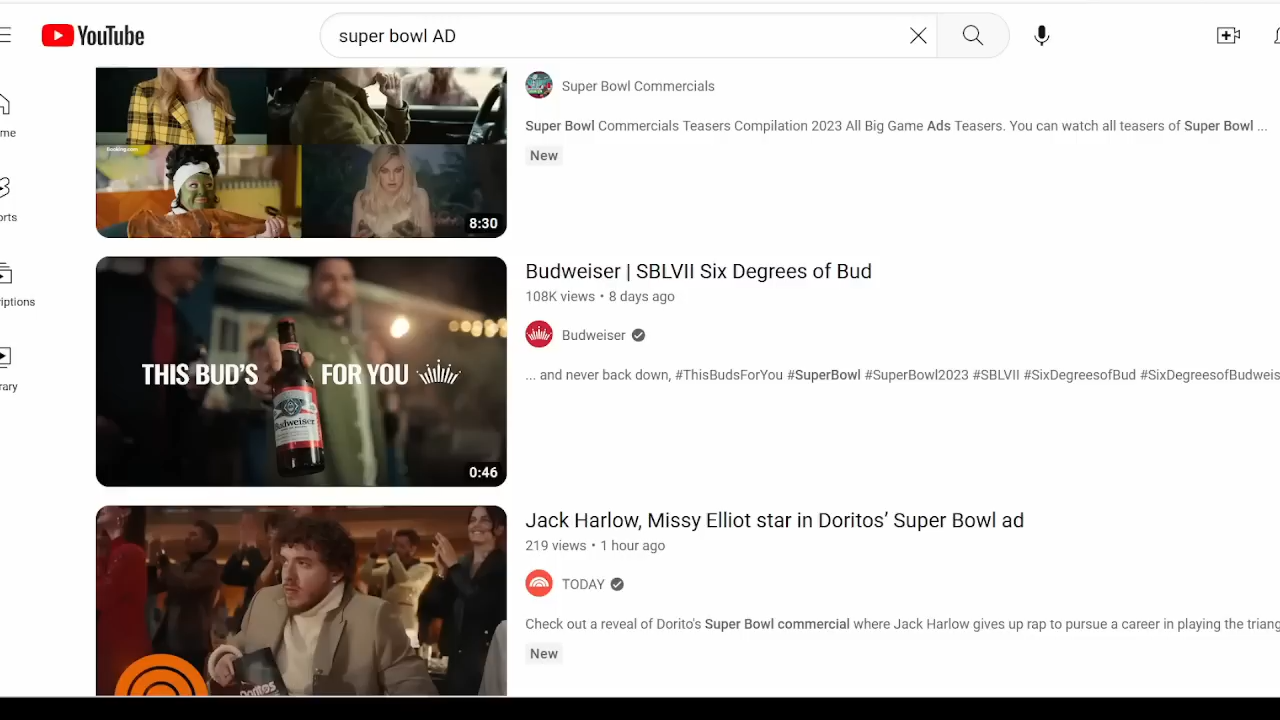 YouTube
super bowl AD
me
orts
iptions
rary
Super Bowl Commercials
Super Bowl Commercials Teasers Compilation 2023 All Big Game Ads Teasers. You can watch all teasers of Super Bowl ...
New
Booking.com
8:30
Budweiser | SBLVII Six Degrees of Bud
108K views • 8 days ago
Budweiser
... and never back down, #ThisBudsForYou #SuperBowl #SuperBowl2023 #SBLVII #SixDegreesofBud #SixDegreesofBudweis
THIS BUD'S FOR YOU
Budweiser
0:46
Jack Harlow, Missy Elliot star in Doritos’ Super Bowl ad
219 views • 1 hour ago
TODAY
Check out a reveal of Dorito's Super Bowl commercial where Jack Harlow gives up rap to pursue a career in playing the triang
New
Doritos